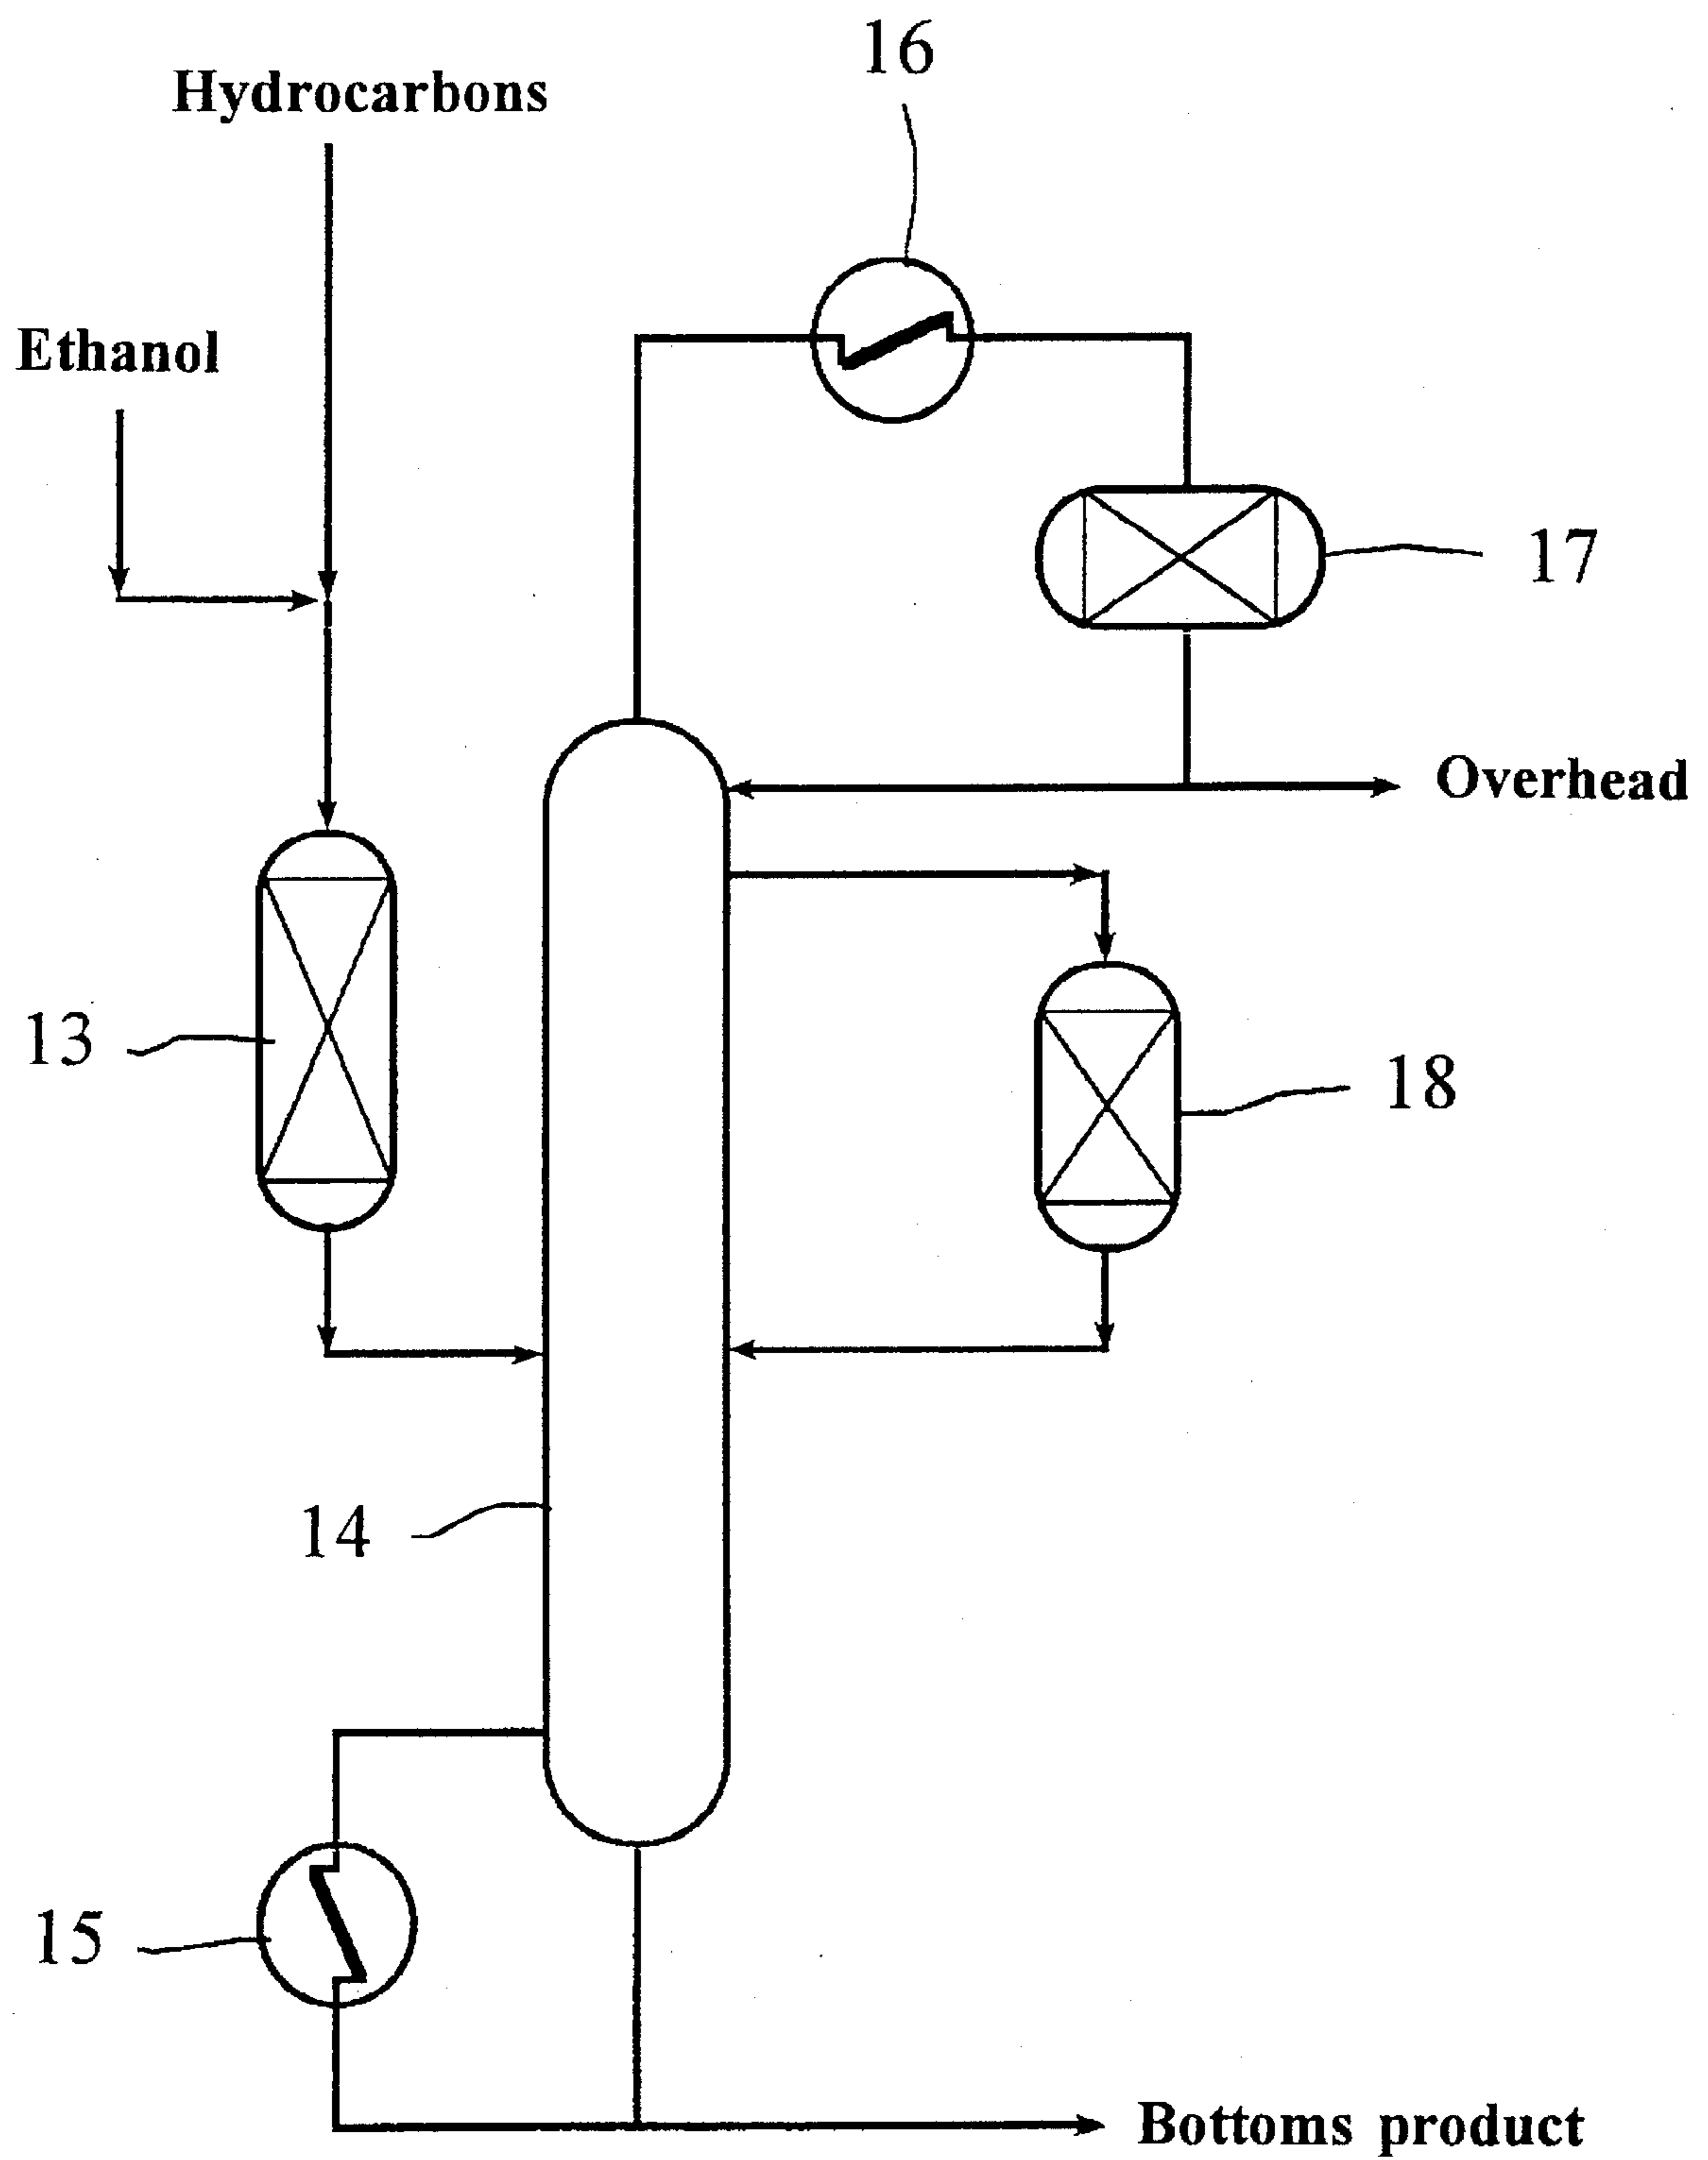 16
Hydrocarbons
Ethanol
17
Overhead
13
18
14
15
Bottoms product